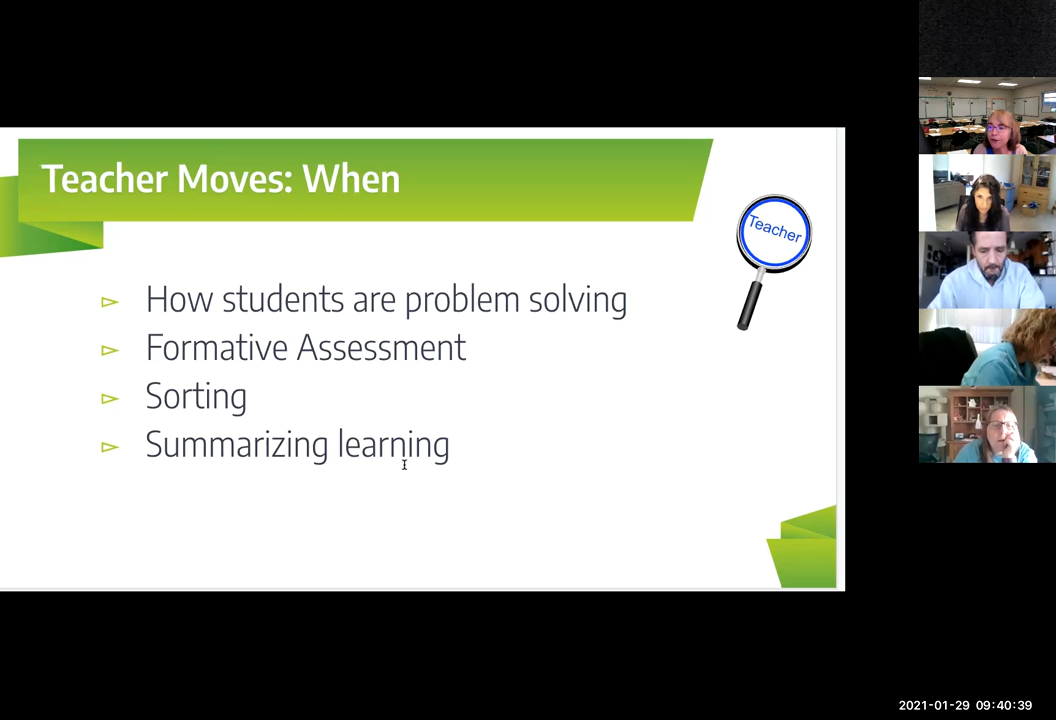 Teacher Moves: When
Teacher
How students are problem solving
Formative Assessment
Sorting
Summarizing learning
2021-01-29 09:40:39